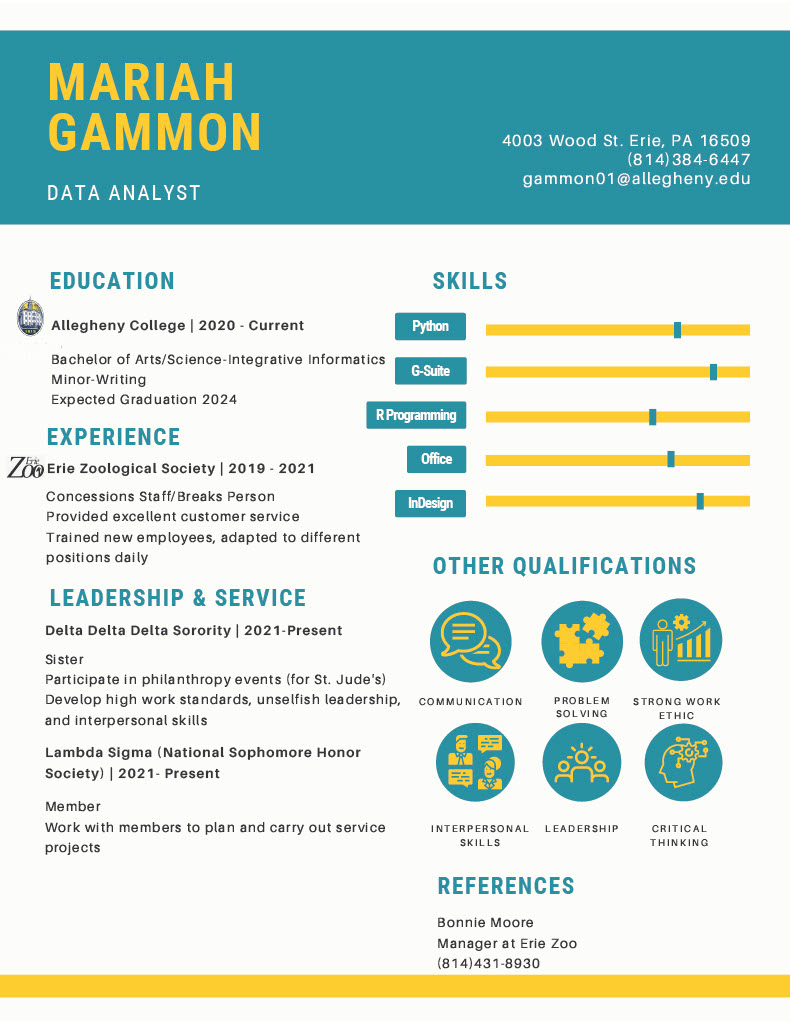 MARIAH
GAMMON
DATA ANALYST
4003 Wood St. Erie, PA 16509
(814)384-6447
gammon01@allegheny.edu
EDUCATION
Allegheny College | 2020 - Current
Bachelor of Arts/Science-Integrative Informatics
Minor-Writing
Expected Graduation 2024
EXPERIENCE
Erie
Zoo
Erie Zoological Society | 2019 - 2021
Concessions Staff/Breaks Person
Provided excellent customer service
Trained new employees, adapted to different
positions daily
LEADERSHIP & SERVICE
Delta Delta Delta Sorority | 2021-Present
Sister
Participate in philanthropy events (for St. Jude's)
Develop high work standards, unselfish leadership,
and interpersonal skills
Lambda Sigma (National Sophomore Honor
Society) | 2021- Present
Member
Work with members to plan and carry out service
projects
SKILLS
Python
G-Suite
R Programming
Office
InDesign
OTHER QUALIFICATIONS
COMMUNICATION
PROBLEM
SOLVING
STRONG WORK
ETHIC
INTERPERSONAL
SKILLS
LEADERSHIP
CRITICAL
THINKING
REFERENCES
Bonnie Moore
Manager at Erie Zoo
(814)431-8930